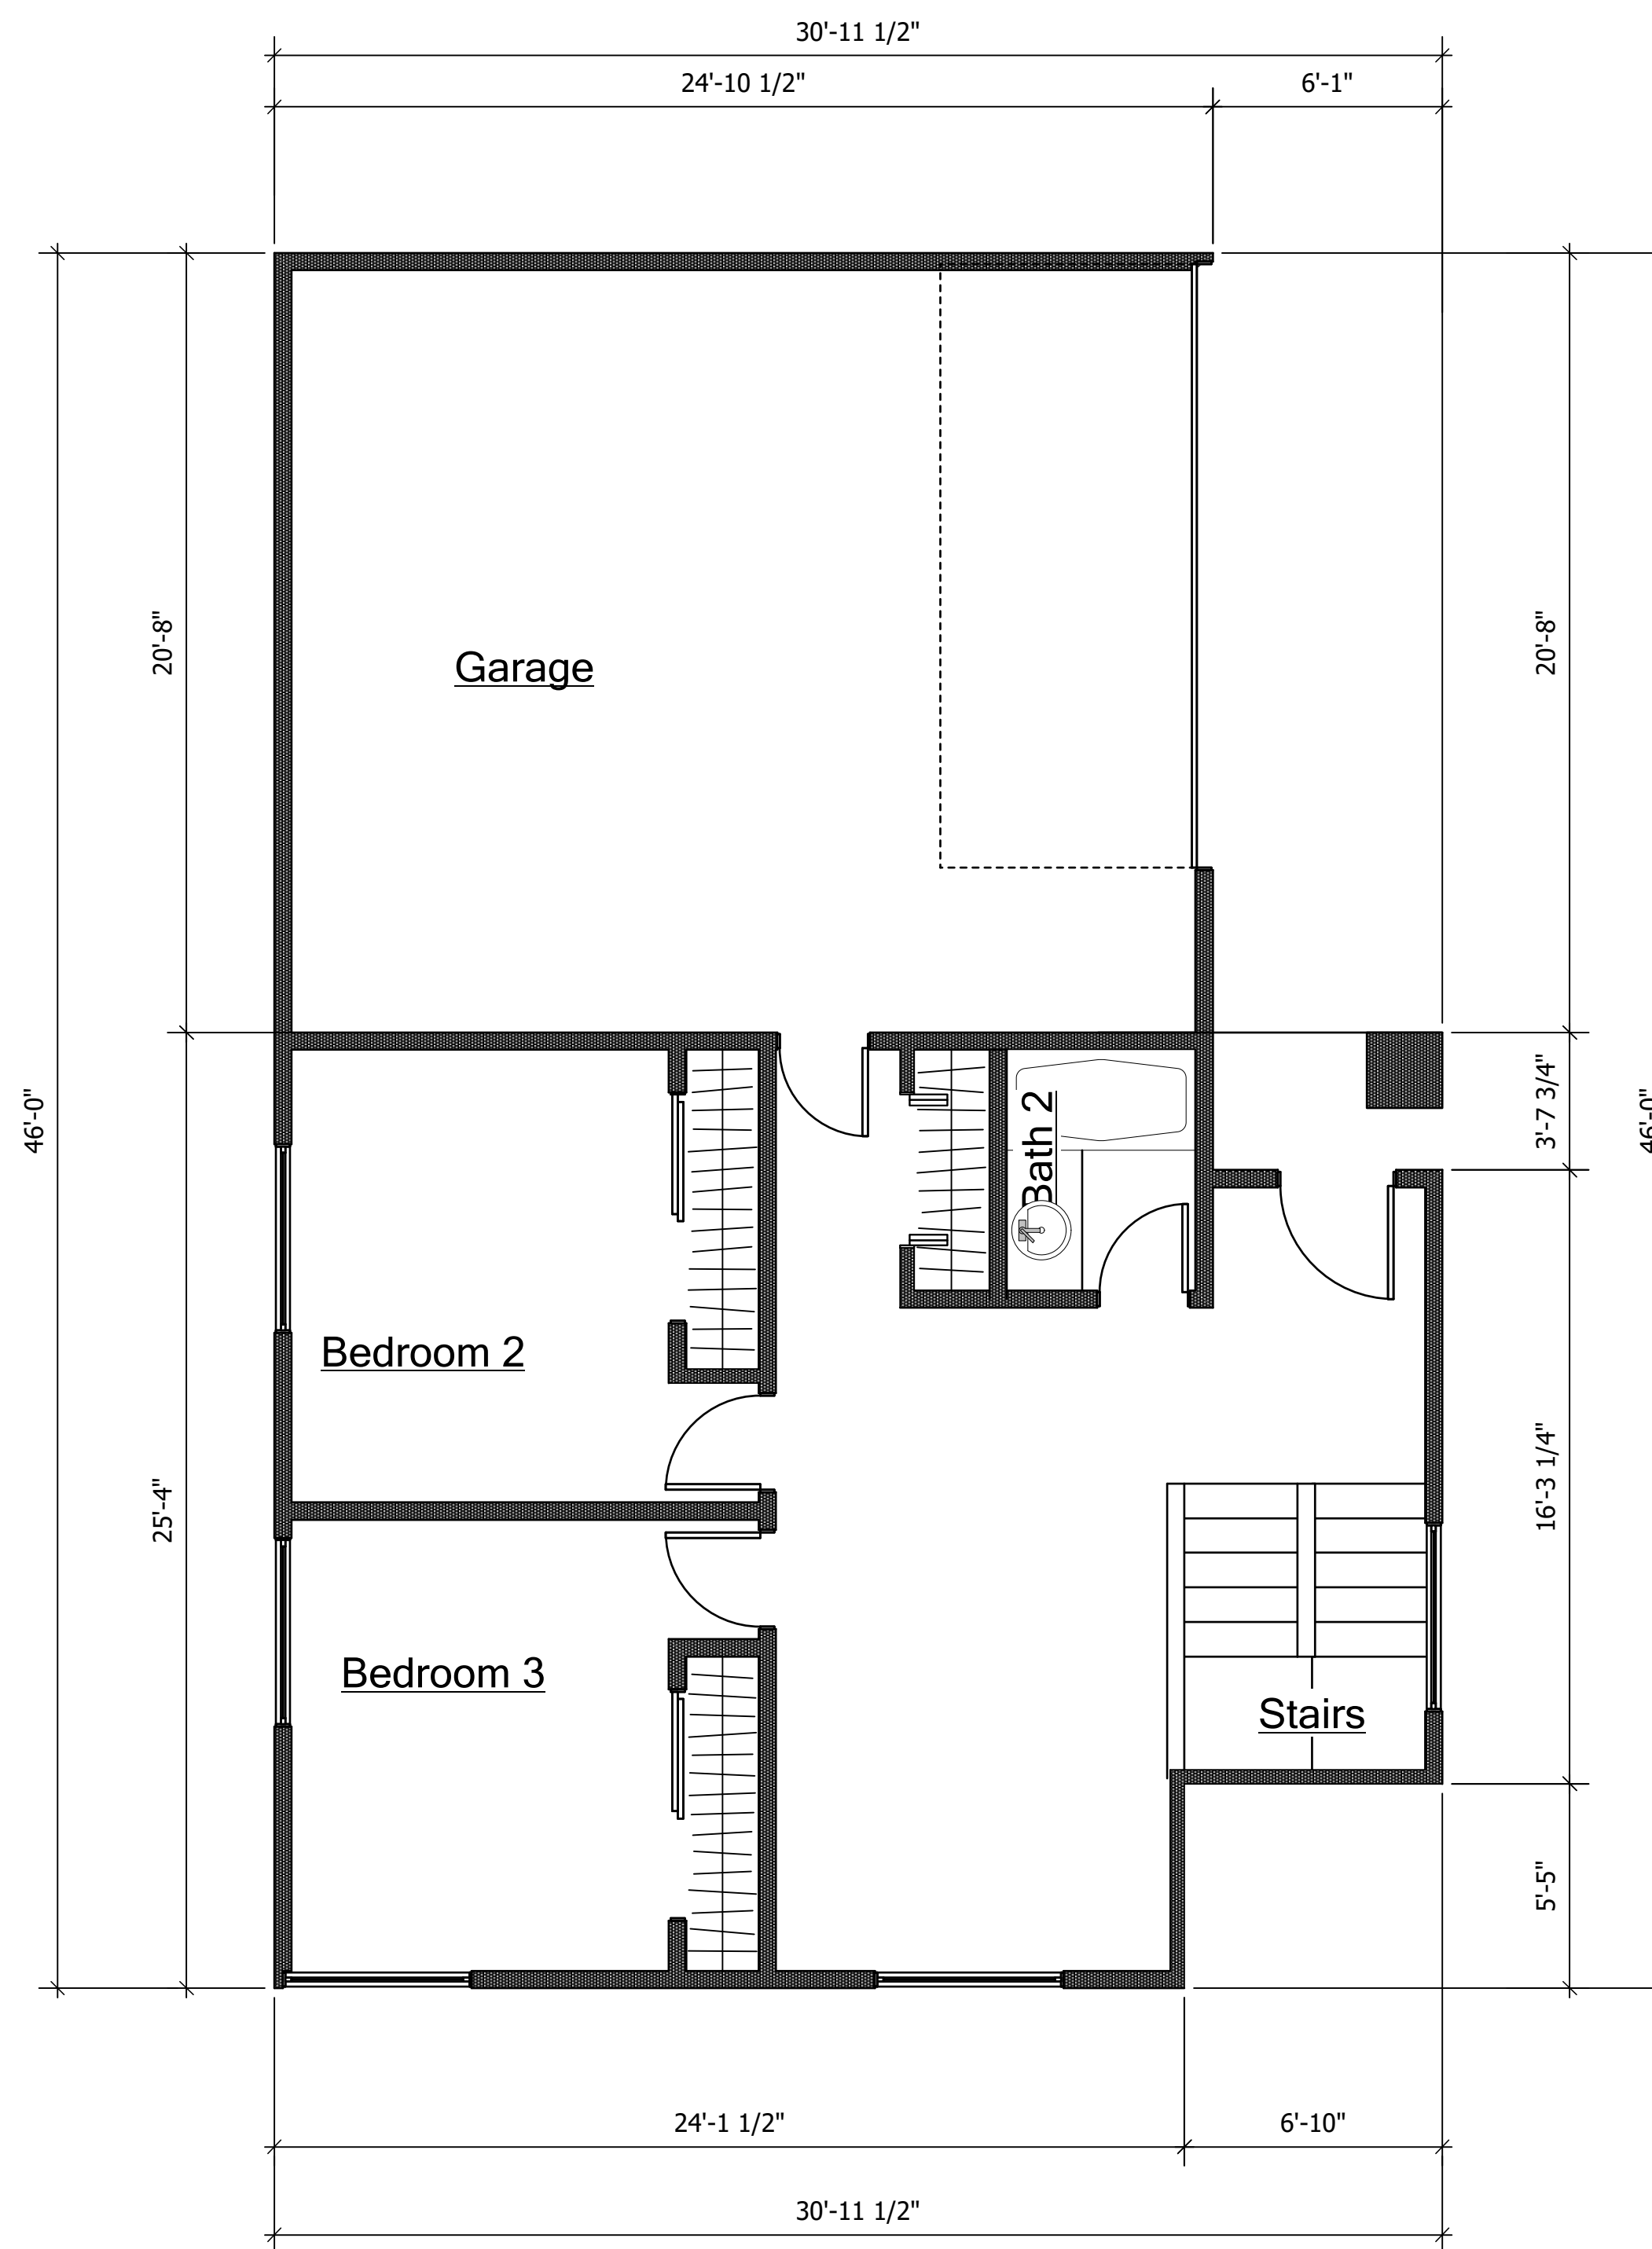 30'-11 1/2"
24'-10 1/2"
6'-1"
20'-8"
20'-8"
Garage
46'-0"
3'-7 3/4"
46'-0"
Bath 2
Bedroom 2
25'-4"
16'-3 1/4"
Bedroom 3
Stairs
5'-5"
24'-1 1/2"
6'-10"
30'-11 1/2"